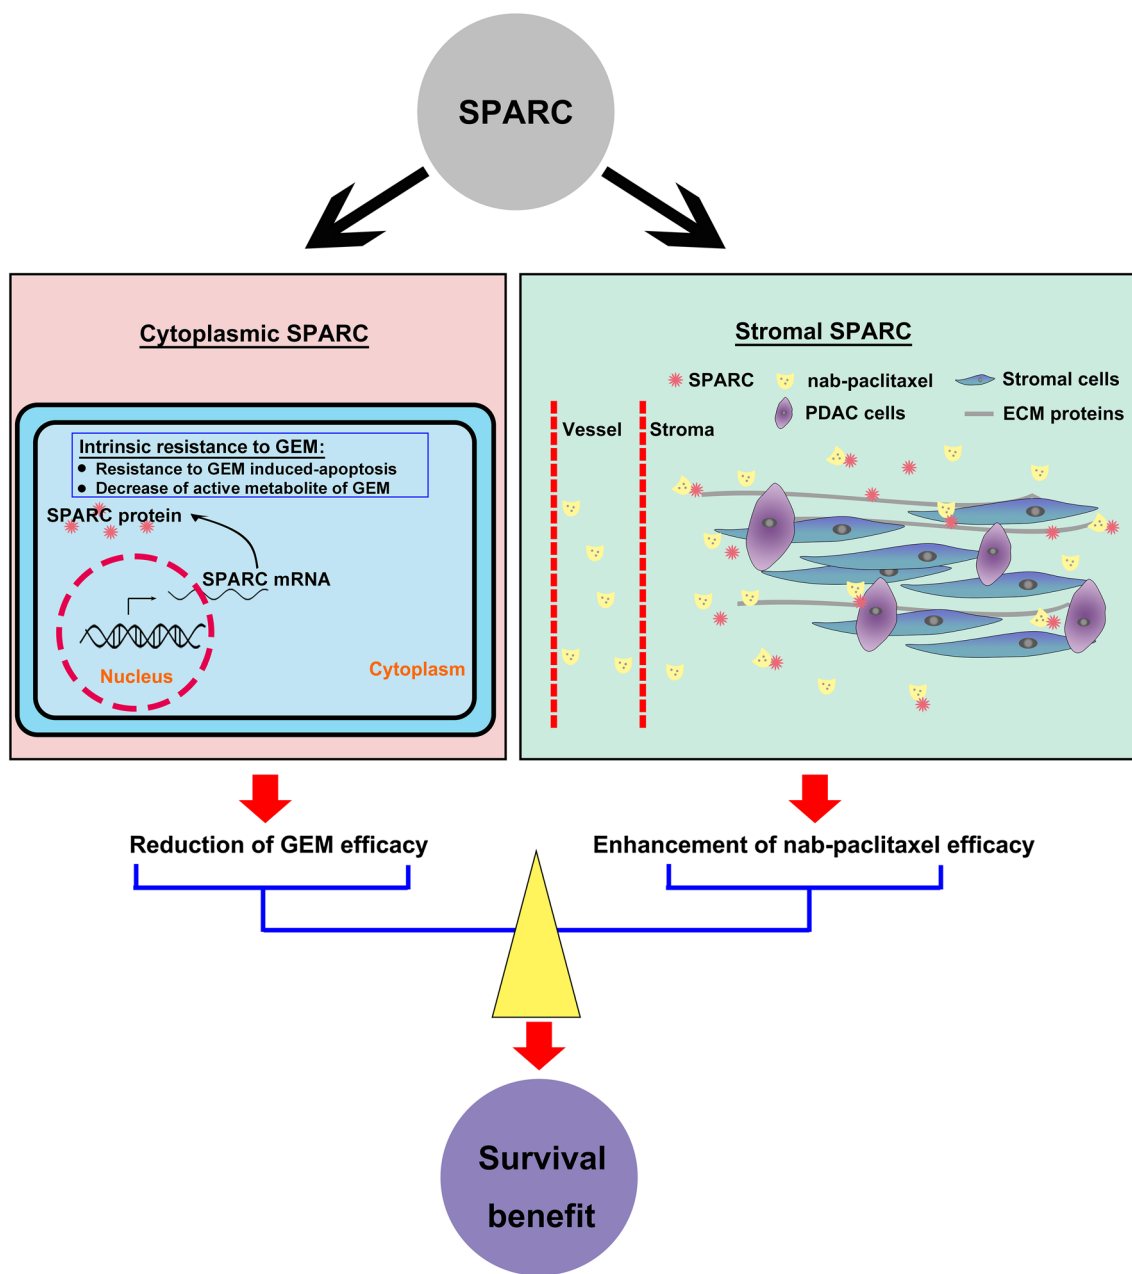 SPARC
Cytoplasmic SPARC
Intrinsic resistance to GEM:
● Resistance to GEM induced-apoptosis
● Decrease of active metabolite of GEM
SPARC protein
SPARC mRNA
Nucleus
Cytoplasm
Stromal SPARC
SPARC nab-paclitaxel Stromal cells
PDAC cells ECM proteins
Vessel Stroma
Reduction of GEM efficacy
Enhancement of nab-paclitaxel efficacy
Survival
benefit